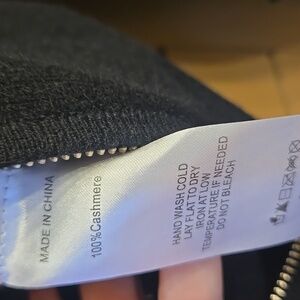 MADE IN CHINA
100%Cashmere
HAND WASH COLD
LAY FLAT TO DRY
IRON AT LOW
TEMPERATURE IF NEEDED
DO NOT BLEACH